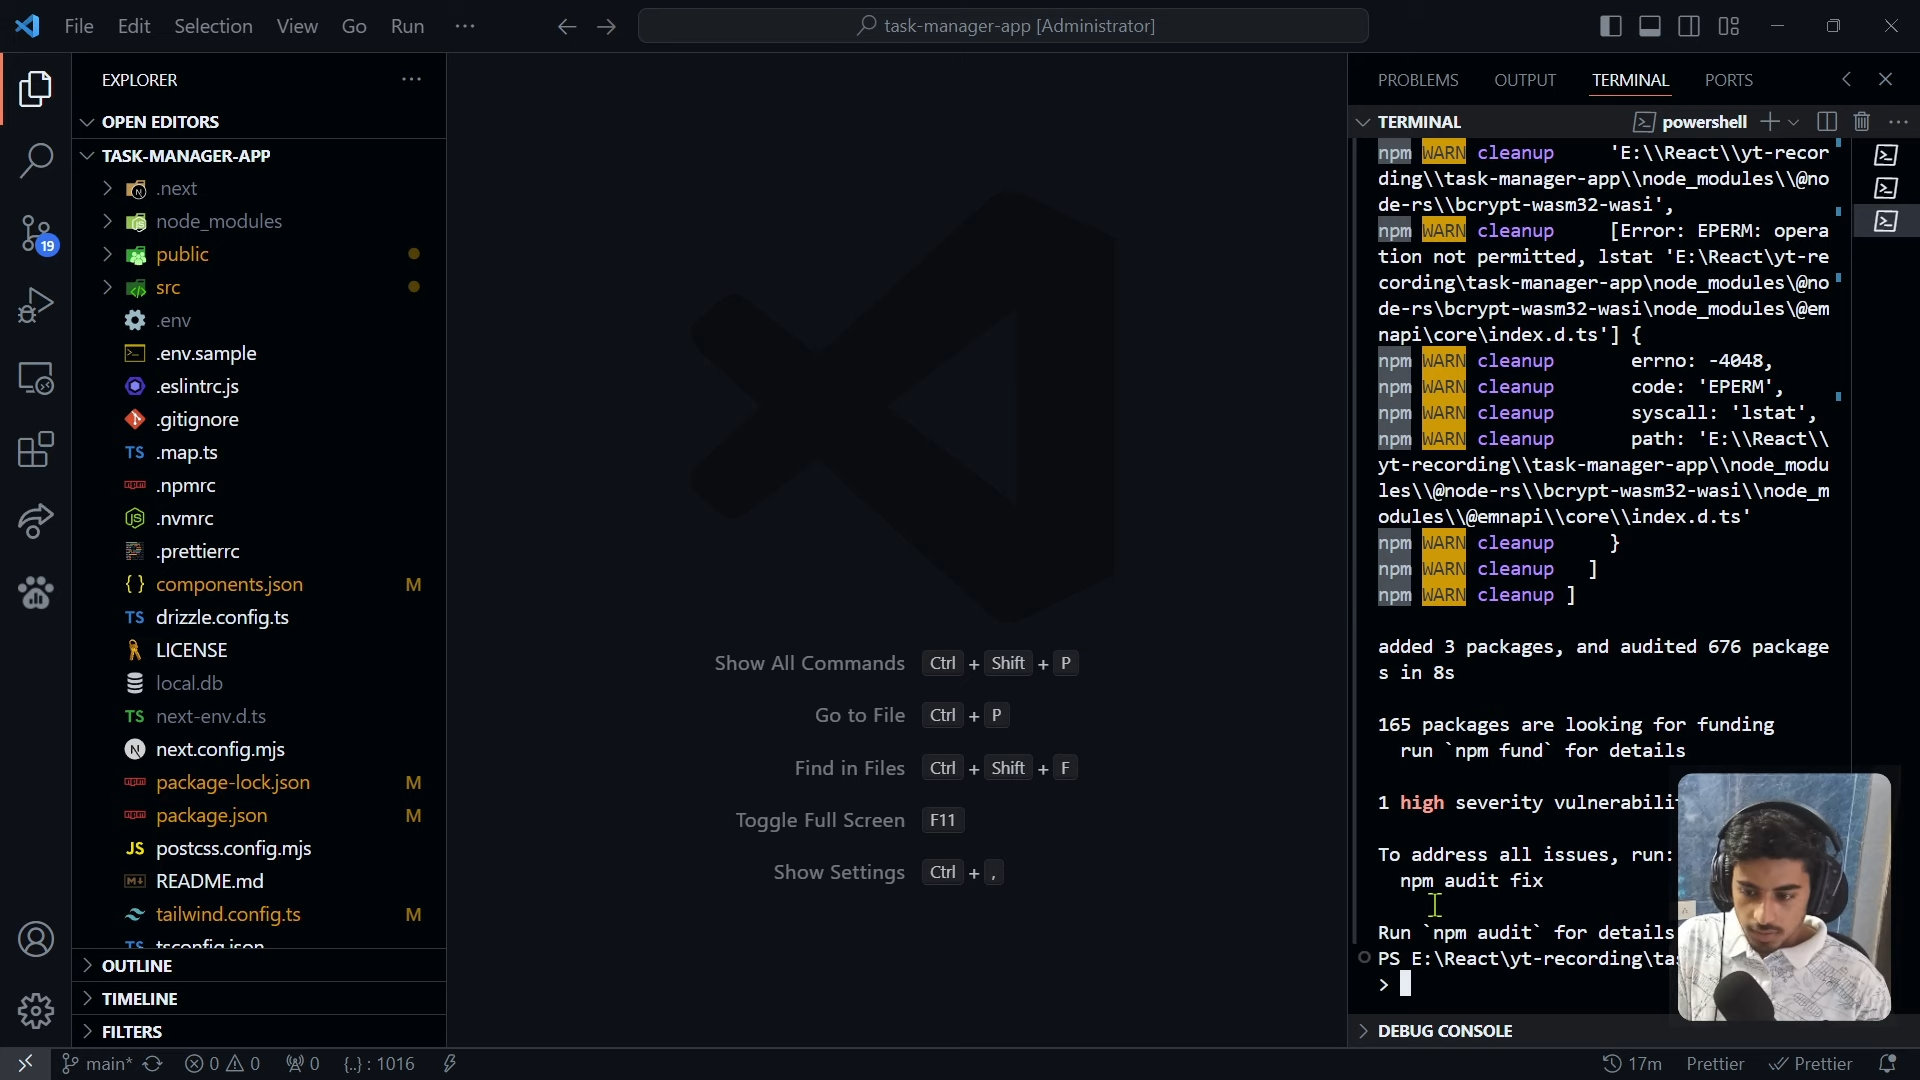 File Edit Selection View Go Run ···
task-manager-app [Administrator]
EXPLORER
OPEN EDITORS
TASK-MANAGER-APP
.next
node_modules
public
src
.env
.env.sample
.eslintrc.js
.gitignore
TS .map.ts
.npmrc
.nvmrc
.prettierrc
{ } components.json M
TS drizzle.config.ts
LICENSE
local.db
TS next-env.d.ts
next.config.mjs
package-lock.json M
package.json M
JS postcss.config.mjs
README.md
tailwind.config.ts M
TS tsconfig.json
OUTLINE
TIMELINE
FILTERS
19
Show All Commands Ctrl + Shift + P
Go to File Ctrl + P
Find in Files Ctrl + Shift + F
Toggle Full Screen F11
Show Settings Ctrl + ,
PROBLEMS OUTPUT TERMINAL PORTS
TERMINAL powershell
npm WARN cleanup 'E:\\React\\yt-recor
ding\\task-manager-app\\node_modules\\@no
de-rs\\bcrypt-wasm32-wasi',
npm WARN cleanup [Error: EPERM: opera
tion not permitted, lstat 'E:\React\yt-re
cording\task-manager-app\node_modules\@no
de-rs\bcrypt-wasm32-wasi\node_modules\@em
napi\core\index.d.ts'] {
npm WARN cleanup errno: -4048,
npm WARN cleanup code: 'EPERM',
npm WARN cleanup syscall: 'lstat',
npm WARN cleanup path: 'E:\\React\\
yt-recording\\task-manager-app\\node_modu
les\\@node-rs\\bcrypt-wasm32-wasi\\node_m
odules\\@emnapi\\core\\index.d.ts'
npm WARN cleanup }
npm WARN cleanup ]
npm WARN cleanup ]
added 3 packages, and audited 676 package
s in 8s
165 packages are looking for funding
run `npm fund` for details
1 high severity vulnerabili
To address all issues, run:
npm audit fix
Run `npm audit` for details
PS E:\React\yt-recording\ta
>
DEBUG CONSOLE
main* 0 0 0 {..} : 1016
17m Prettier Prettier